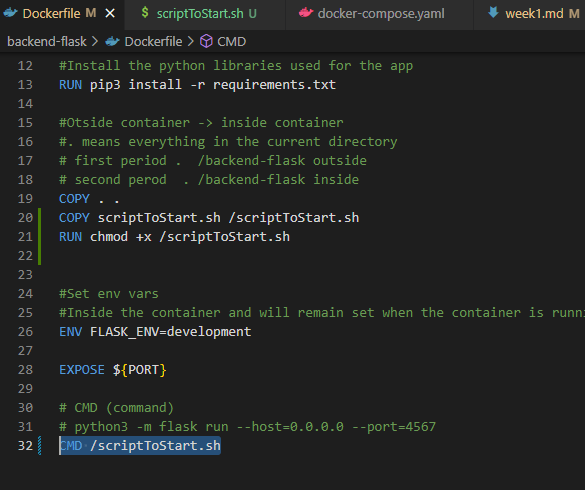 Dockerfile M X $ scriptToStart.sh U docker-compose.yaml week1.md M
backend-flask > Dockerfile > CMD
12 #Install the python libraries used for the app
13 RUN pip3 install -r requirements.txt
14
15 #Otside container -> inside container
16 #. means everything in the current directory
17 # first period . /backend-flask outside
18 # second perod . /backend-flask inside
19 COPY . .
20 COPY scriptToStart.sh /scriptToStart.sh
21 RUN chmod +x /scriptToStart.sh
22
23
24 #Set env vars
25 #Inside the container and will remain set when the container is runn
26 ENV FLASK_ENV=development
27
28 EXPOSE ${PORT}
29
30 # CMD (command)
31 # python3 -m flask run --host=0.0.0.0 --port=4567
32 CMD /scriptToStart.sh